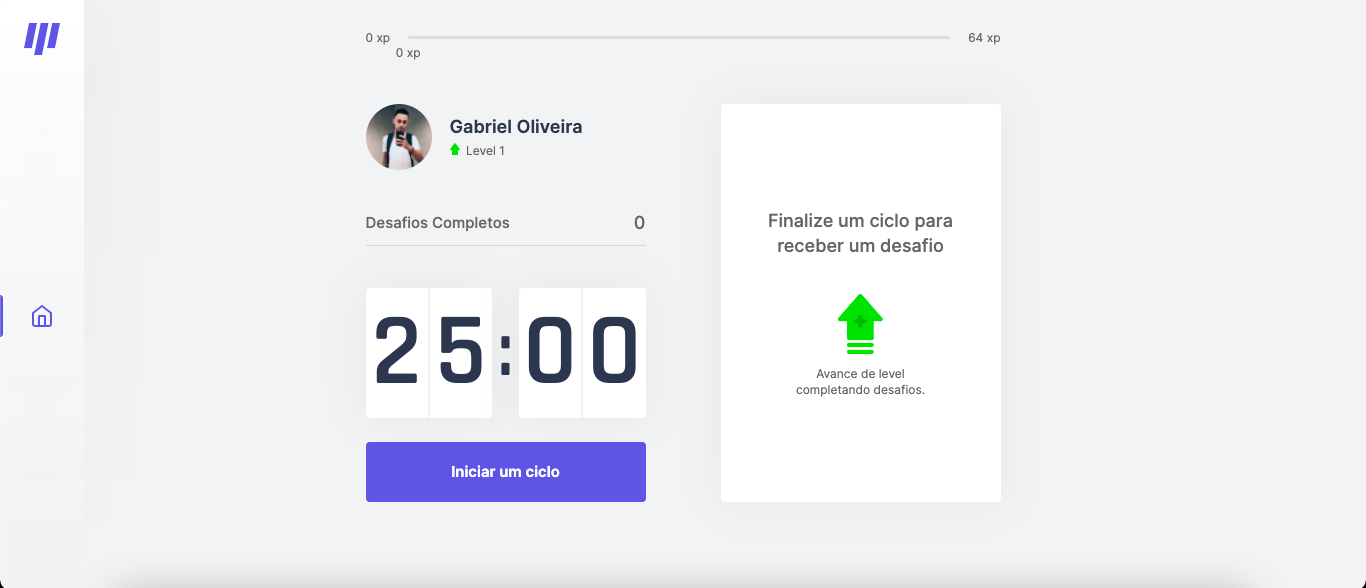 0 xp
64 xp
0 xp
Gabriel Oliveira
Level 1
Desafios Completos 0
25:00
Iniciar um ciclo
Finalize um ciclo para
receber um desafio
Avance de level
completando desafios.